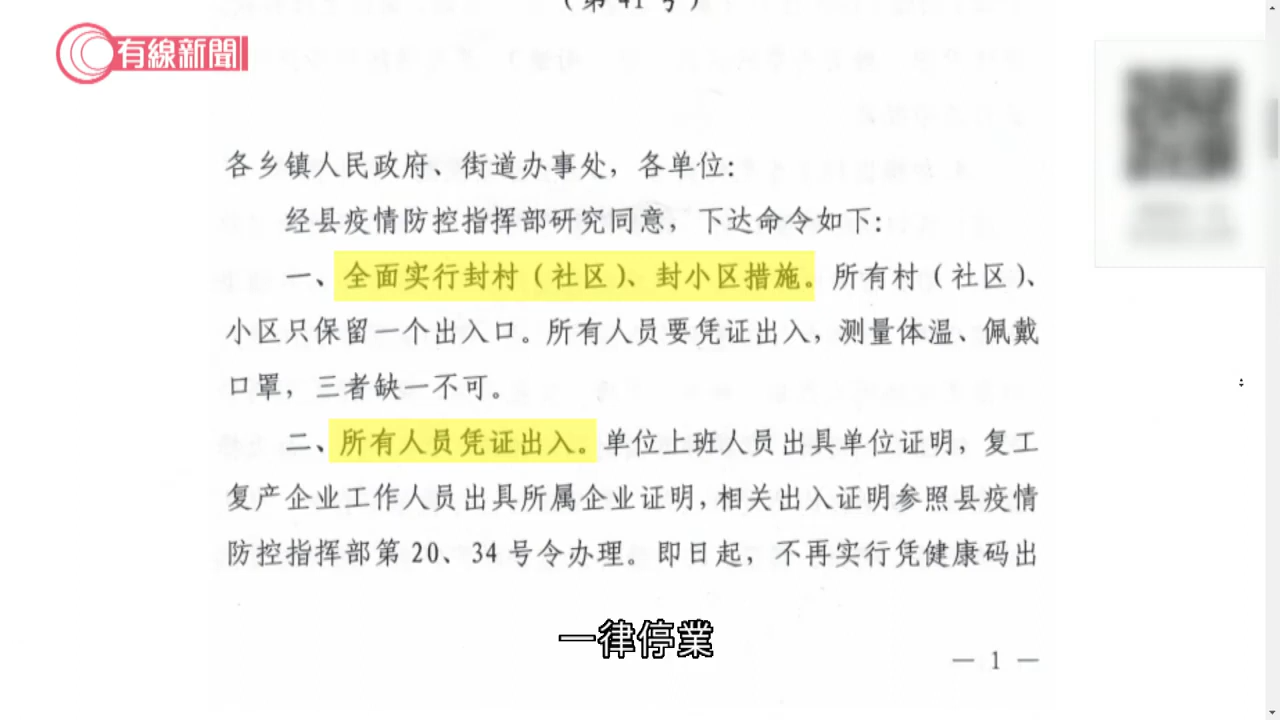 （第41号）
有線新聞
各乡镇人民政府、街道办事处，各单位：
经县疫情防控指挥部研究同意，下达命令如下：
一、全面实行封村（社区）、封小区措施。所有村（社区）、
小区只保留一个出入口。所有人员要凭证出入，测量体温、佩戴
口罩，三者缺一不可。
二、所有人员凭证出入。单位上班人员出具单位证明，复工
复产企业工作人员出具所属企业证明，相关出入证明参照县疫情
防控指挥部第20、34号令办理。即日起，不再实行凭健康码出
一律停業
— 1 —